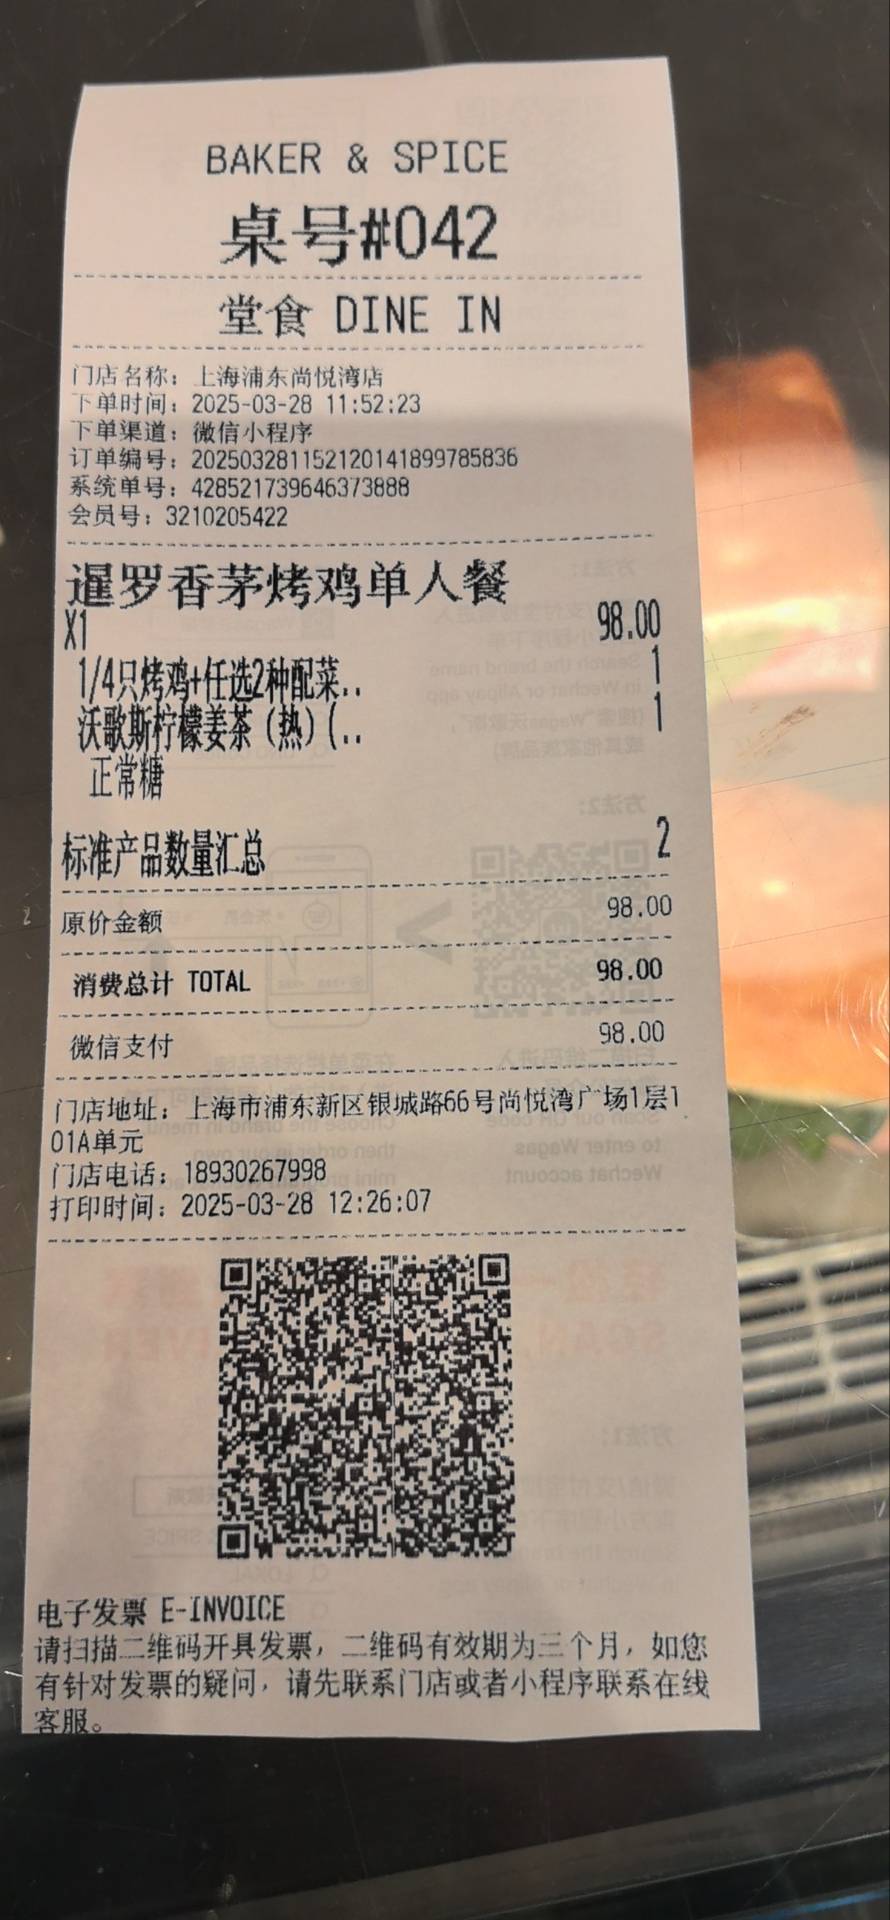 BAKER & SPICE
桌号#042
堂食 DINE IN
门店名称：上海浦东尚悦湾店
下单时间：2025-03-28 11:52:23
下单渠道：微信小程序
订单编号：2025032811521201418997​85836
系统单号：428521739646373888
会员号：3210205422
暹罗香茅烤鸡单人餐
X1 98.00
1/4只烤鸡+任选2种配菜.. 1
沃歌斯柠檬姜茶（热）(.. 1
正常糖
标准产品数量汇总 2
原价金额 98.00
消费总计 TOTAL 98.00
微信支付 98.00
门店地址：上海市浦东新区银城路66号尚悦湾广场1层1
01A单元
门店电话：18930267998
打印时间：2025-03-28 12:26:07
电子发票 E-INVOICE
请扫描二维码开具发票，二维码有效期为三个月，如您
有针对发票的疑问，请先联系门店或者小程序联系在线
客服。